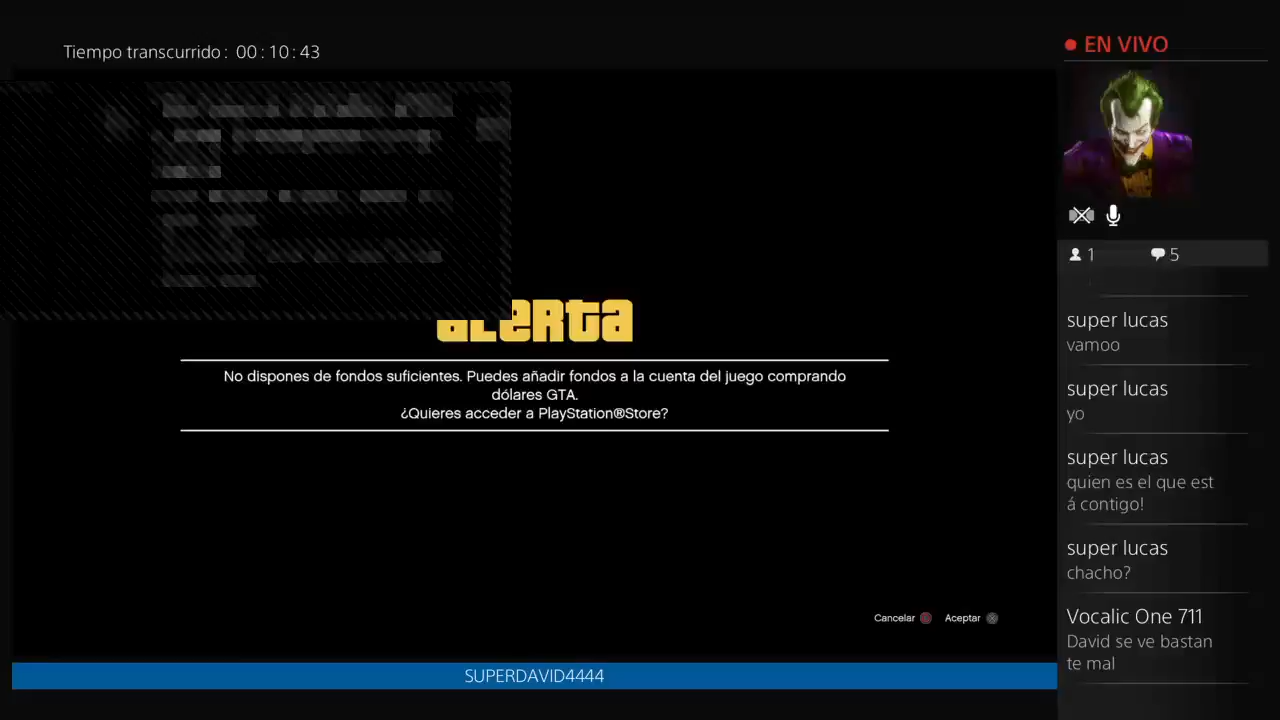 Tiempo transcurrido: 00:10:43
EN VIVO
1
5
alerta
No dispones de fondos suficientes. Puedes añadir fondos a la cuenta del juego comprando
dólares GTA.
¿Quieres acceder a PlayStation®Store?
Cancelar
Aceptar
SUPERDAVID4444
super lucas
vamoo
super lucas
yo
super lucas
quien es el que est
á contigo!
super lucas
chacho?
Vocalic One 711
David se ve bastan
te mal